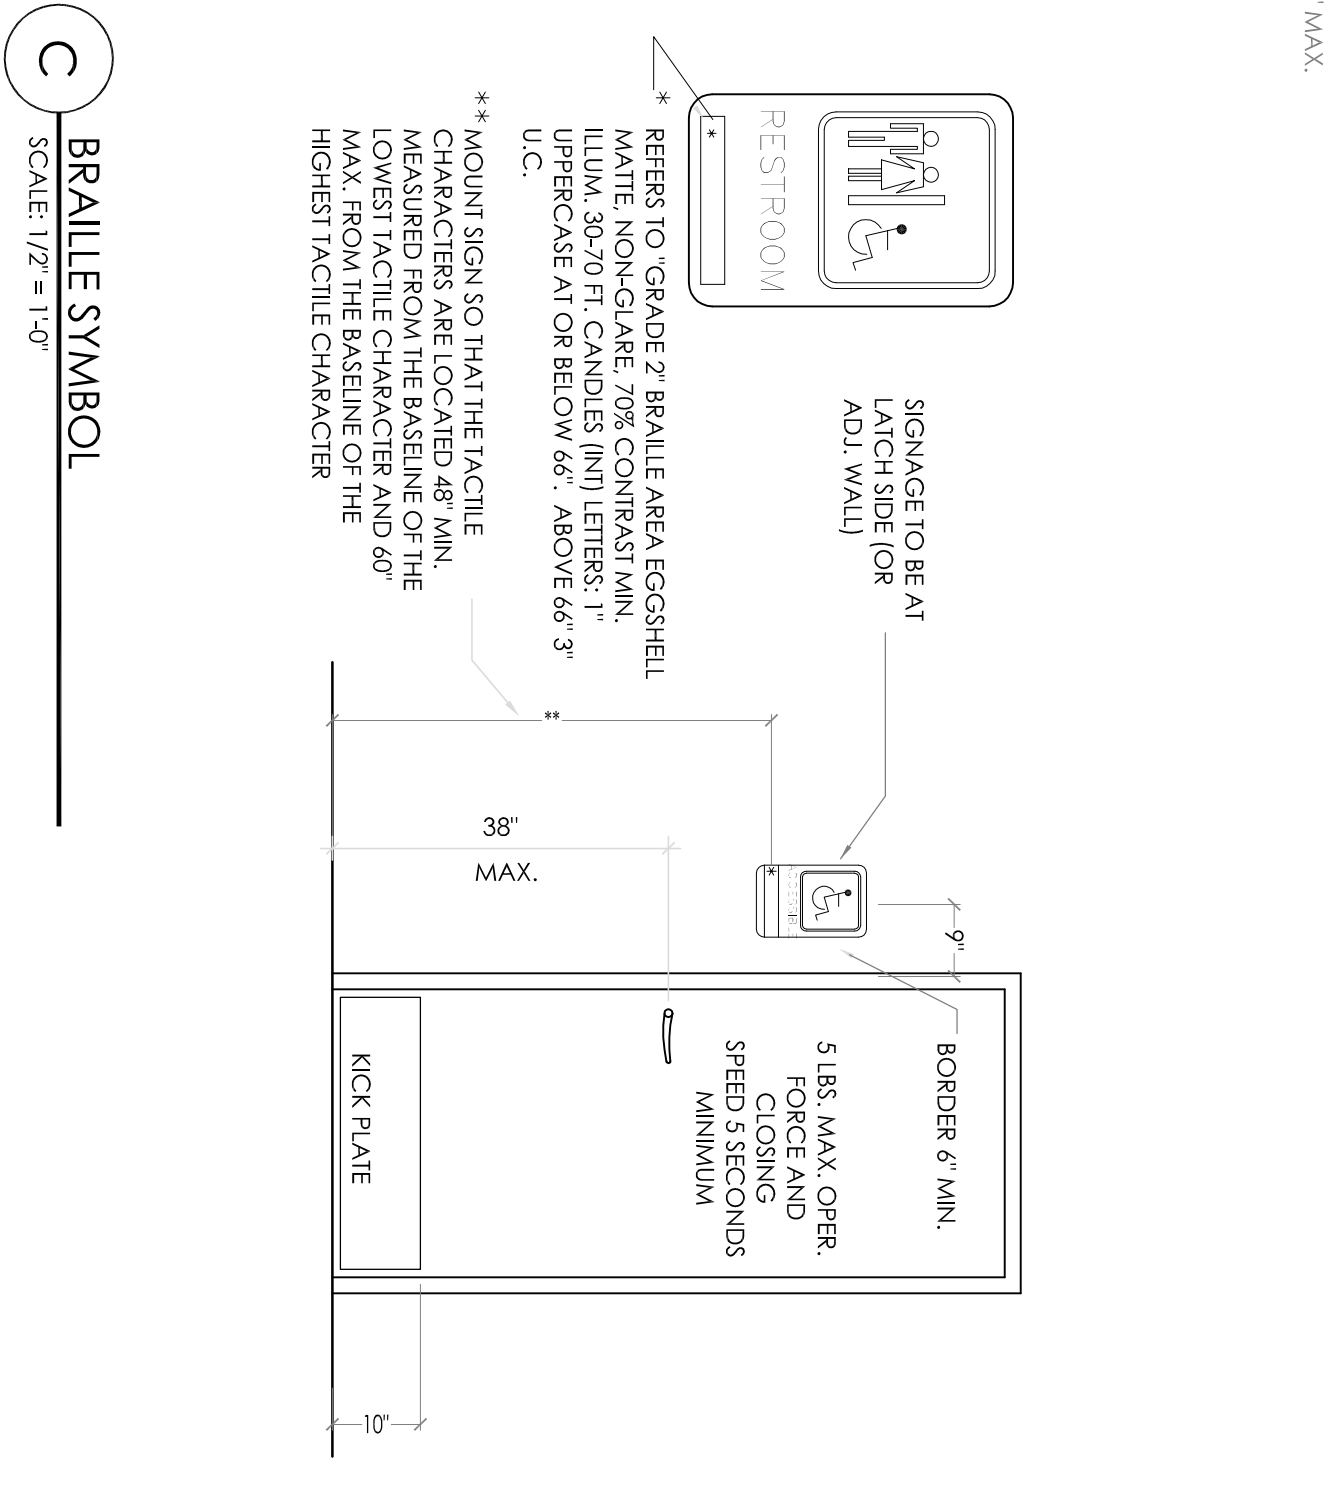 " MAX.
RESTROOM
*
SIGNAGE TO BE AT
LATCH SIDE (OR
ADJ. WALL)
* REFERS TO "GRADE 2" BRAILLE AREA EGGSHELL
MATTE, NON-GLARE, 70% CONTRAST MIN.
ILLUM. 30-70 FT. CANDLES (INT) LETTERS: 1"
UPPERCASE AT OR BELOW 66". ABOVE 66" 3"
U.C.
** MOUNT SIGN SO THAT THE TACTILE
CHARACTERS ARE LOCATED 48" MIN.
MEASURED FROM THE BASELINE OF THE
LOWEST TACTILE CHARACTER AND 60"
MAX. FROM THE BASELINE OF THE
HIGHEST TACTILE CHARACTER
**
38"
MAX.
ACCESSIBLE
*
9"
BORDER 6" MIN.
5 LBS. MAX. OPER.
FORCE AND
CLOSING
SPEED 5 SECONDS
MINIMUM
KICK PLATE
10"
C
BRAILLE SYMBOL
SCALE: 1/2" = 1'-0"